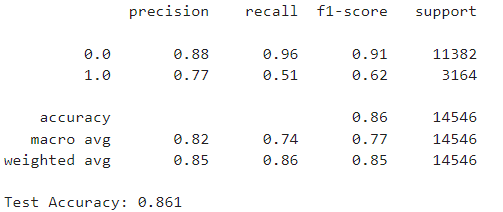 precision recall f1-score support
0.0 0.88 0.96 0.91 11382
1.0 0.77 0.51 0.62 3164
accuracy 0.86 14546
macro avg 0.82 0.74 0.77 14546
weighted avg 0.85 0.86 0.85 14546
Test Accuracy: 0.861